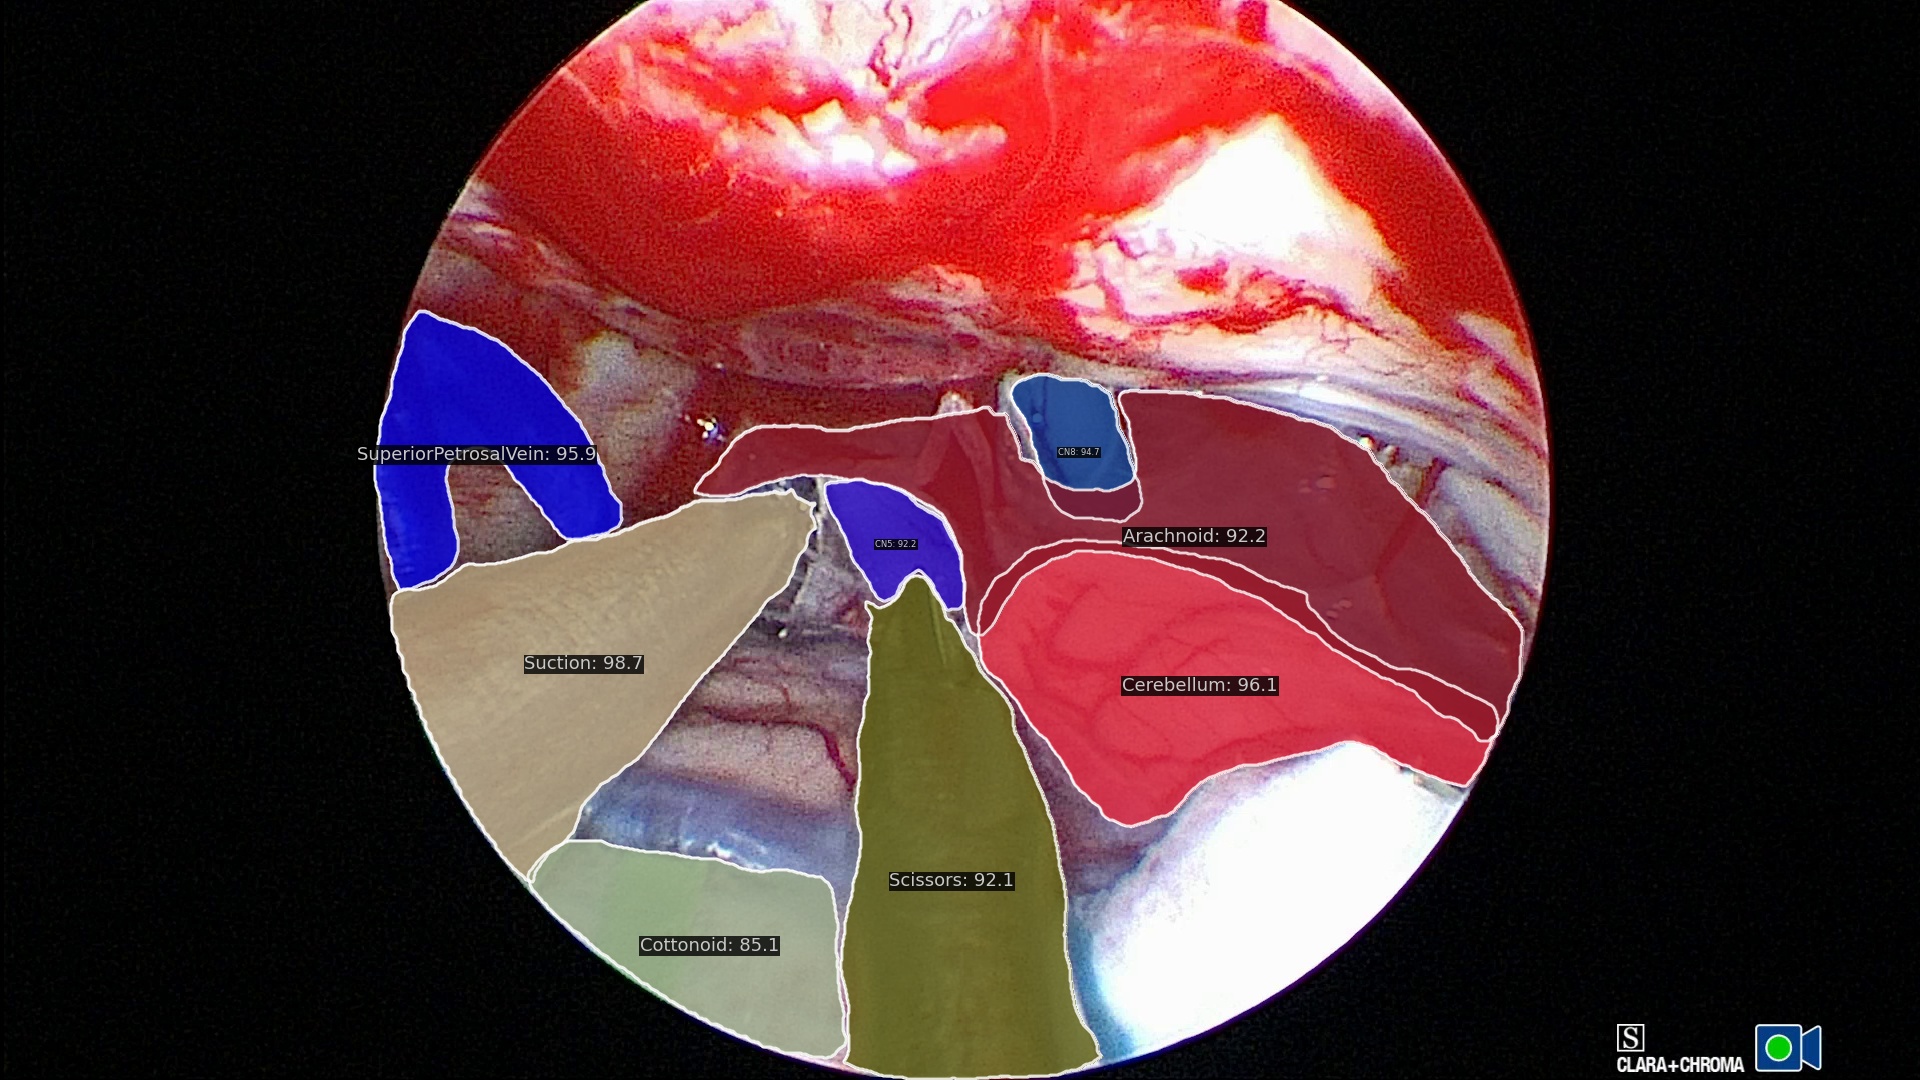 SuperiorPetrosalVein: 95.9
CN8: 94.7
Arachnoid: 92.2
CN5: 92.2
Suction: 98.7
Cerebellum: 96.1
Scissors: 92.1
Cottonoid: 85.1
S
CLARA+CHROMA